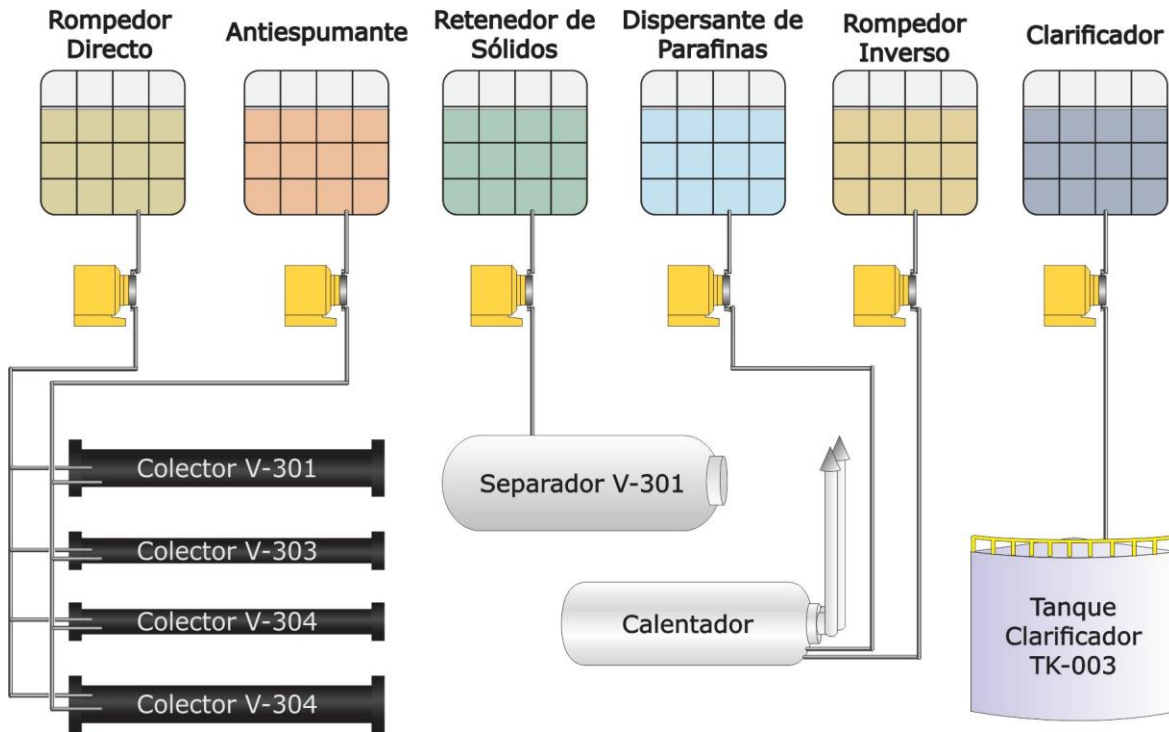 Rompedor
Directo
Antiespumante
Retenedor de
Sólidos
Dispersante de
Parafinas
Rompedor
Inverso
Clarificador
Colector V-301
Colector V-303
Colector V-304
Colector V-304
Separador V-301
Calentador
Tanque
Clarificador
TK-003